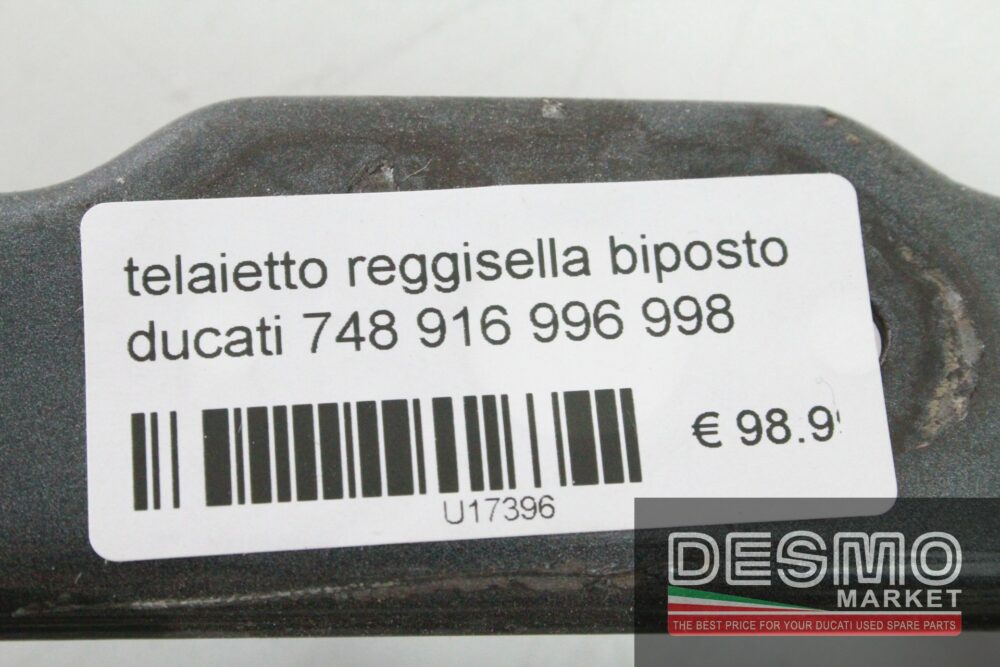 telaietto reggisella biposto
ducati 748 916 996 998
€ 98.9
U17396
DESMO
MARKET
THE BEST PRICE FOR YOUR DUCATI USED SPARE PARTS